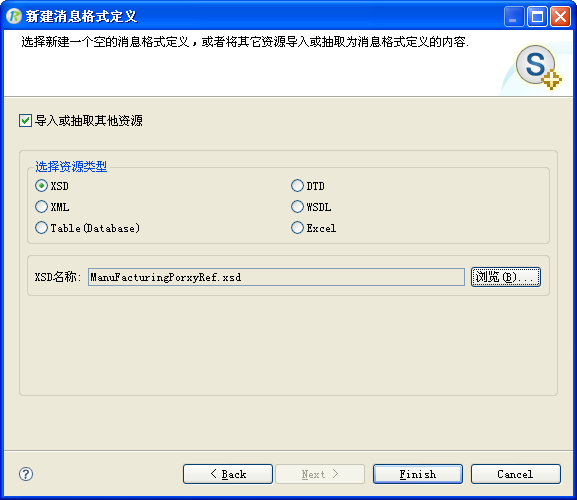 新建消息格式定义
选择新建一个空的消息格式定义，或者将其它资源导入或抽取为消息格式定义的内容.
S
导入或抽取其他资源
选择资源类型
XSD
DTD
XML
WSDL
Table(Database)
Excel
XSD名称:
ManuFacturingPorxyRef.xsd
浏览(B)...
?
< Back
Next >
Finish
Cancel